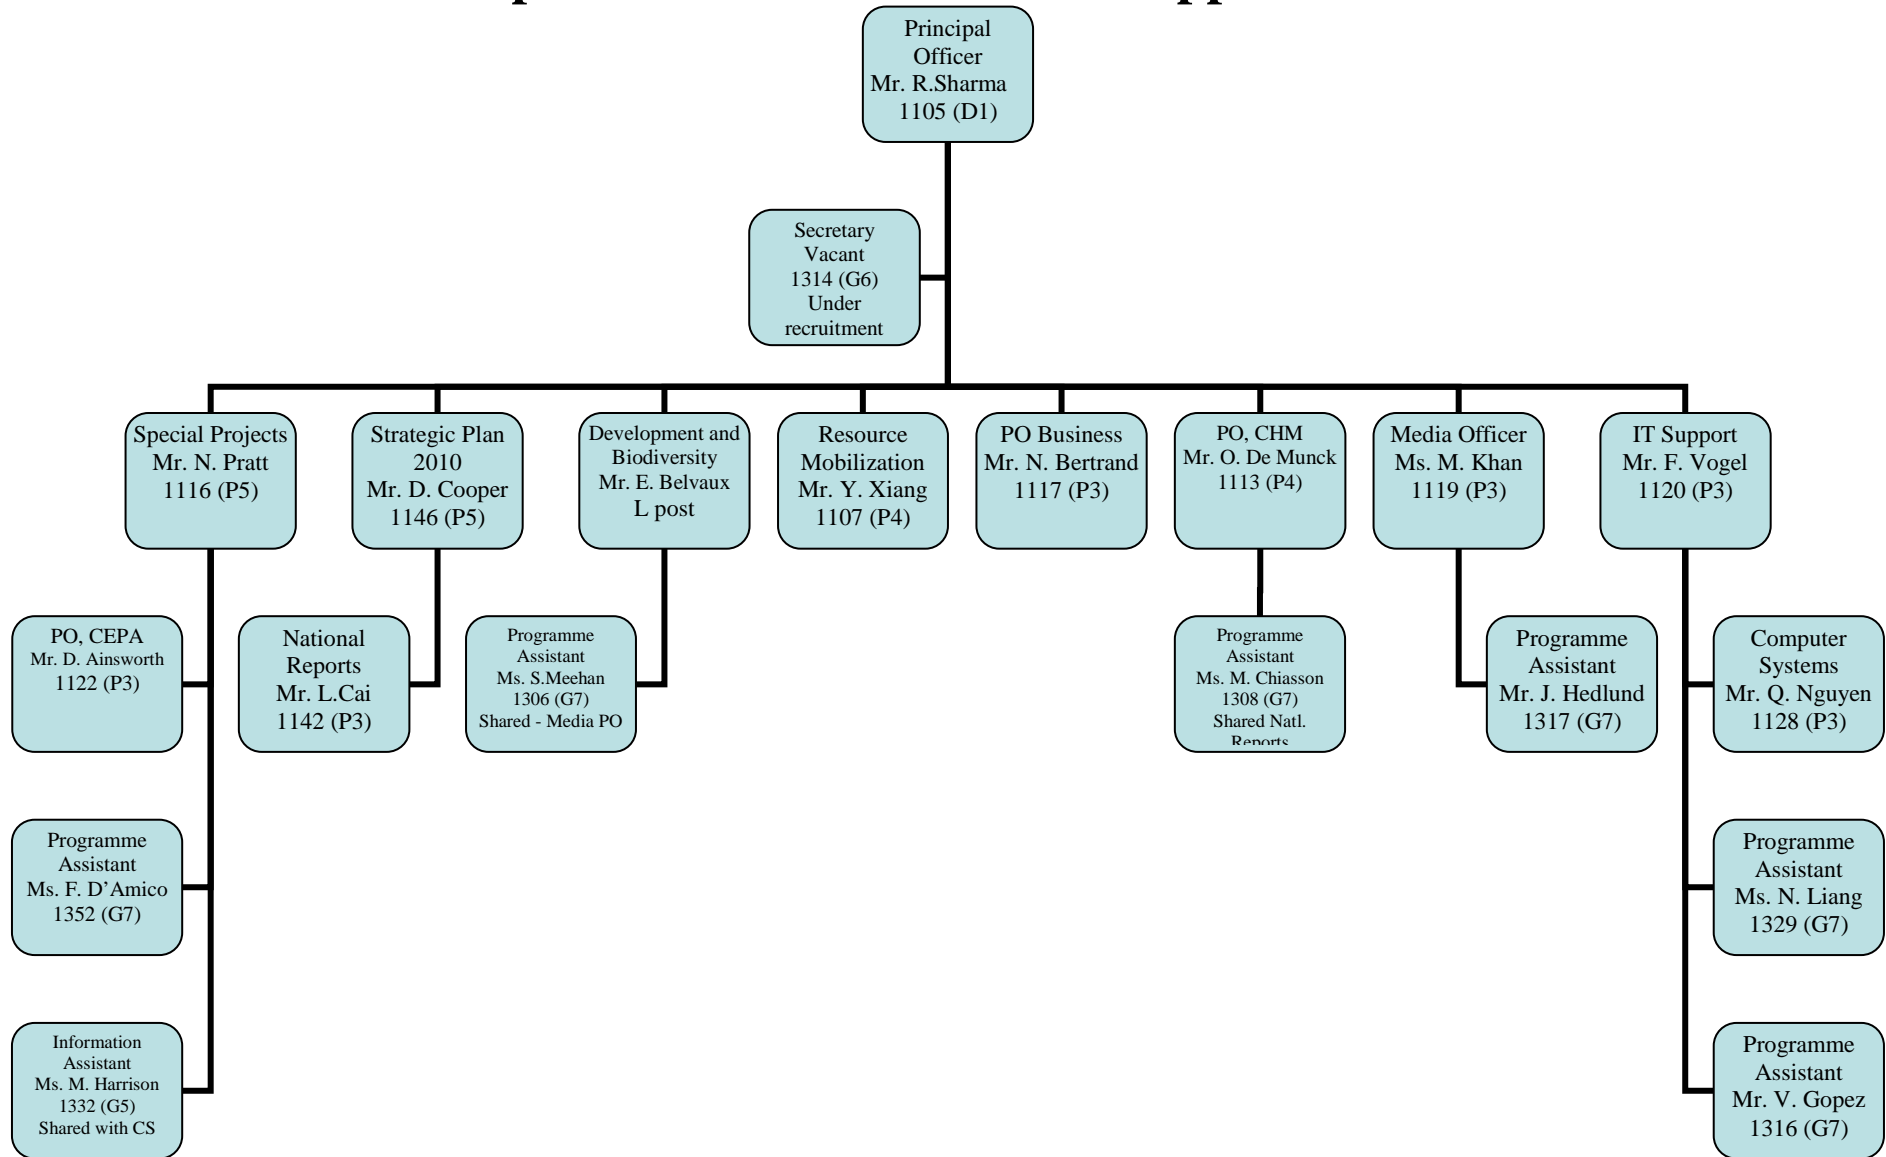 Principal
Officer
Mr. R.Sharma
1105 (D1)
Secretary
Vacant
1314 (G6)
Under
recruitment
Special Projects
Mr. N. Pratt
1116 (P5)
Strategic Plan
2010
Mr. D. Cooper
1146 (P5)
Development and
Biodiversity
Mr. E. Belvaux
L post
Resource
Mobilization
Mr. Y. Xiang
1107 (P4)
PO Business
Mr. N. Bertrand
1117 (P3)
PO, CHM
Mr. O. De Munck
1113 (P4)
Media Officer
Ms. M. Khan
1119 (P3)
IT Support
Mr. F. Vogel
1120 (P3)
PO, CEPA
Mr. D. Ainsworth
1122 (P3)
National
Reports
Mr. L.Cai
1142 (P3)
Programme
Assistant
Ms. S.Meehan
1306 (G7)
Shared - Media PO
Programme
Assistant
Ms. M. Chiasson
1308 (G7)
Shared Natl.
Reports
Programme
Assistant
Mr. J. Hedlund
1317 (G7)
Computer
Systems
Mr. Q. Nguyen
1128 (P3)
Programme
Assistant
Ms. F. D’Amico
1352 (G7)
Programme
Assistant
Ms. N. Liang
1329 (G7)
Information
Assistant
Ms. M. Harrison
1332 (G5)
Shared with CS
Programme
Assistant
Mr. V. Gopez
1316 (G7)